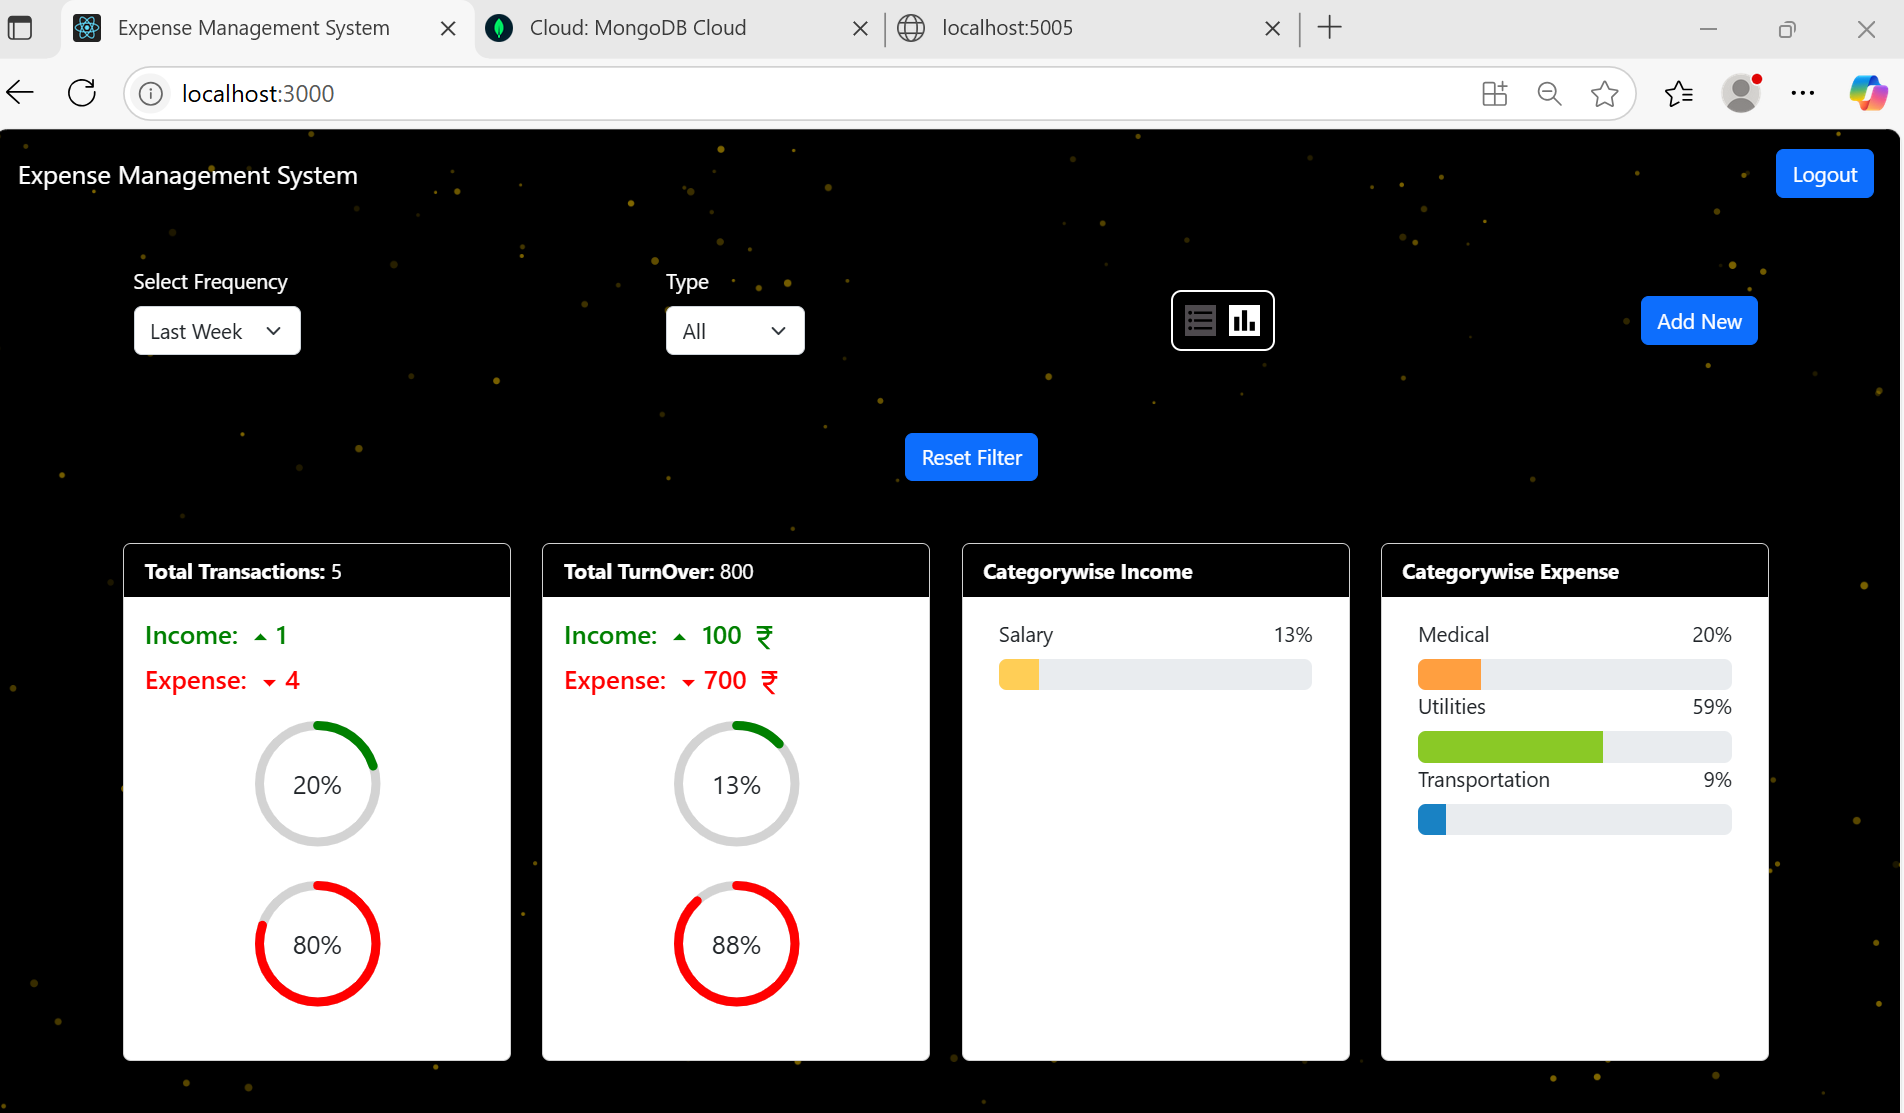 Expense Management System
Cloud: MongoDB Cloud
localhost:5005
localhost:3000
Expense Management System
Logout
Select Frequency
Last Week
Type
All
Add New
Reset Filter
Total Transactions: 5
Income: 1
Expense: 4
20%
80%
Total TurnOver: 800
Income: 100 ₹
Expense: 700 ₹
13%
88%
Categorywise Income
Salary 13%
Categorywise Expense
Medical 20%
Utilities 59%
Transportation 9%